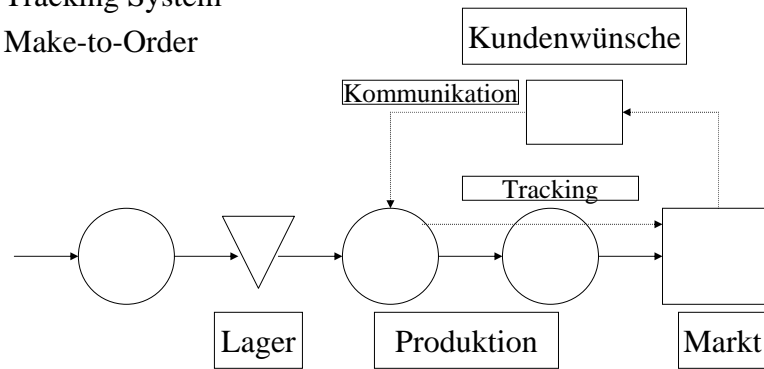 Tracking System
Make-to-Order
Kundenwünsche
Kommunikation
Tracking
Lager
Produktion
Markt